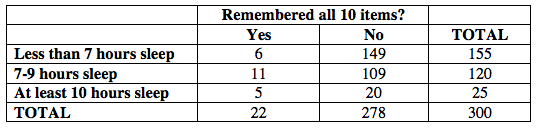 Remembered all 10 items?
Yes No TOTAL
Less than 7 hours sleep 6 149 155
7-9 hours sleep 11 109 120
At least 10 hours sleep 5 20 25
TOTAL 22 278 300